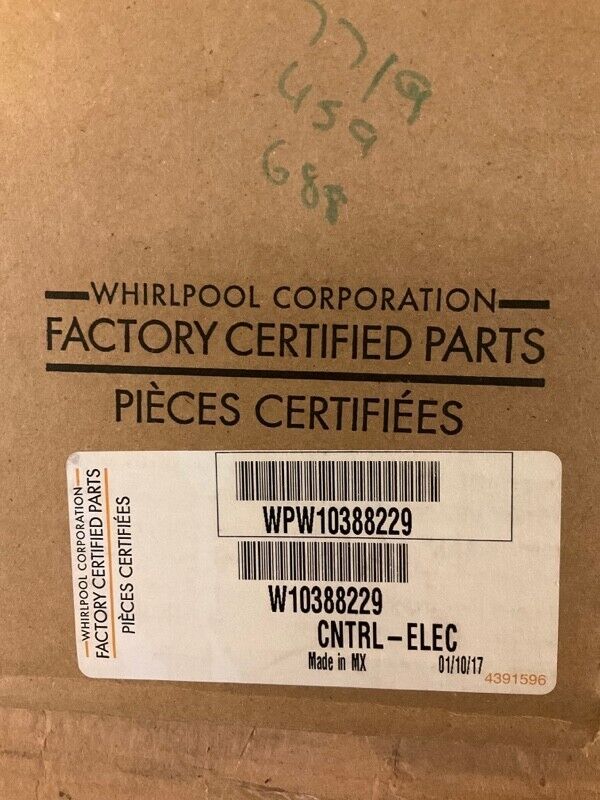 459
WHIRLPOOL CORPORATION
FACTORY CERTIFIED PARTS
PIÈCES CERTIFIÉES
WHIRLPOOL CORPORATION
FACTORY CERTIFIED PARTS
PIÈCES CERTIFIÉES
WPW10388229
W10388229
CNTRL-ELEC
Made in MX 01/10/17
4391596